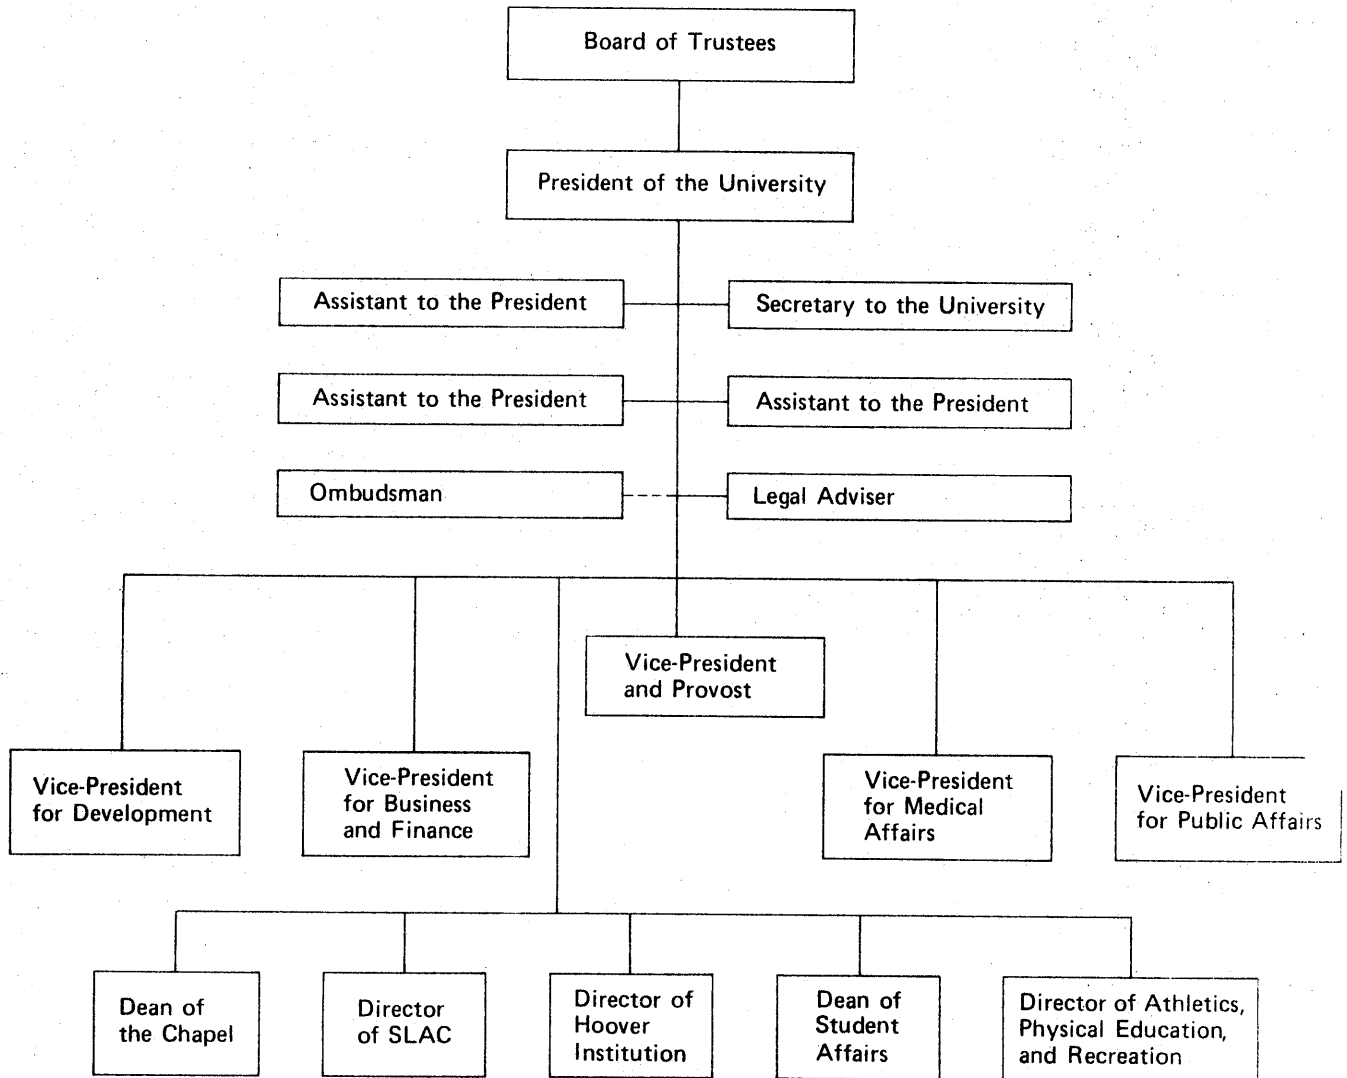 Board of Trustees
President of the University
Assistant to the President
Secretary to the University
Assistant to the President
Assistant to the President
Ombudsman
Legal Adviser
Vice-President
and Provost
Vice-President
for Development
Vice-President
for Business
and Finance
Vice-President
for Medical
Affairs
Vice-President
for Public Affairs
Dean of
the Chapel
Director
of SLAC
Director of
Hoover
Institution
Dean of
Student
Affairs
Director of Athletics,
Physical Education,
and Recreation